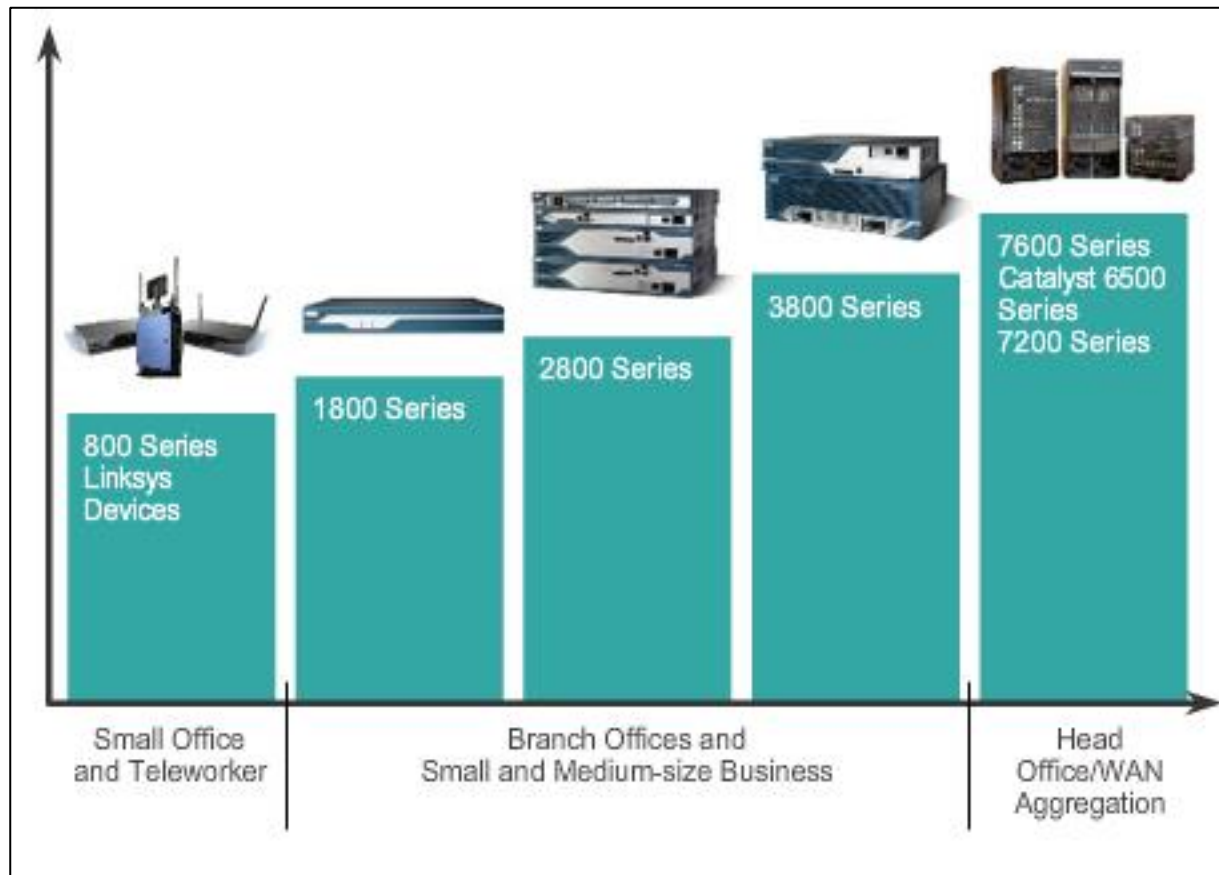 800 Series
Linksys
Devices
1800 Series
2800 Series
3800 Series
7600 Series
Catalyst 6500
Series
7200 Series
Small Office
and Teleworker
Branch Offices and
Small and Medium-size Business
Head
Office/WAN
Aggregation